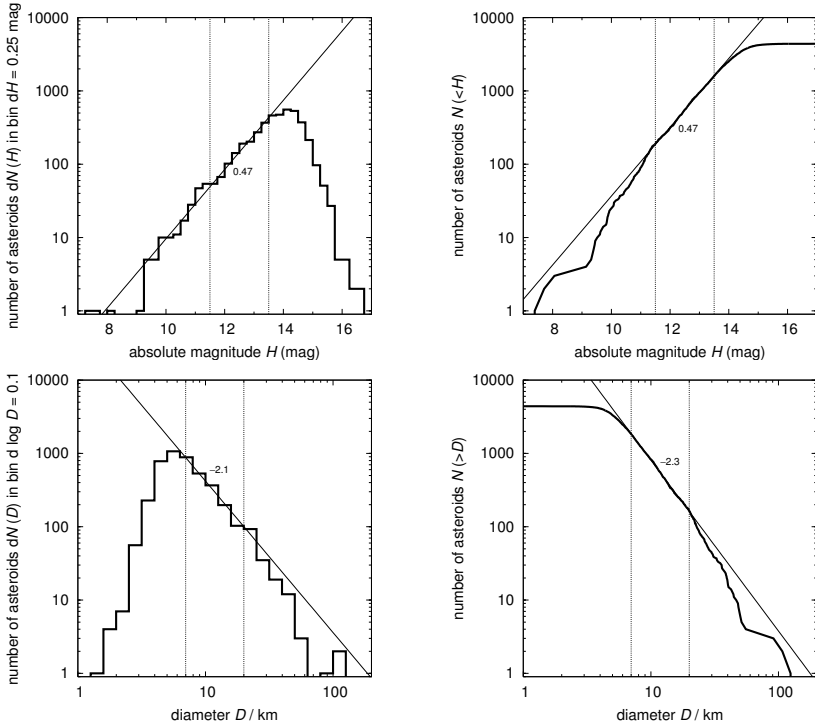 number of asteroids dN (H) in bin dH = 0.25 mag
10000
1000
100
10
1
0.47
8 10 12 14 16
absolute magnitude H (mag)
number of asteroids N (<H)
10000
1000
100
10
1
0.47
8 10 12 14 16
absolute magnitude H (mag)
number of asteroids dN (D) in bin d log D = 0.1
10000
1000
100
10
1
−2.1
1 10 100
diameter D / km
number of asteroids N (>D)
10000
1000
100
10
1
−2.3
1 10 100
diameter D / km